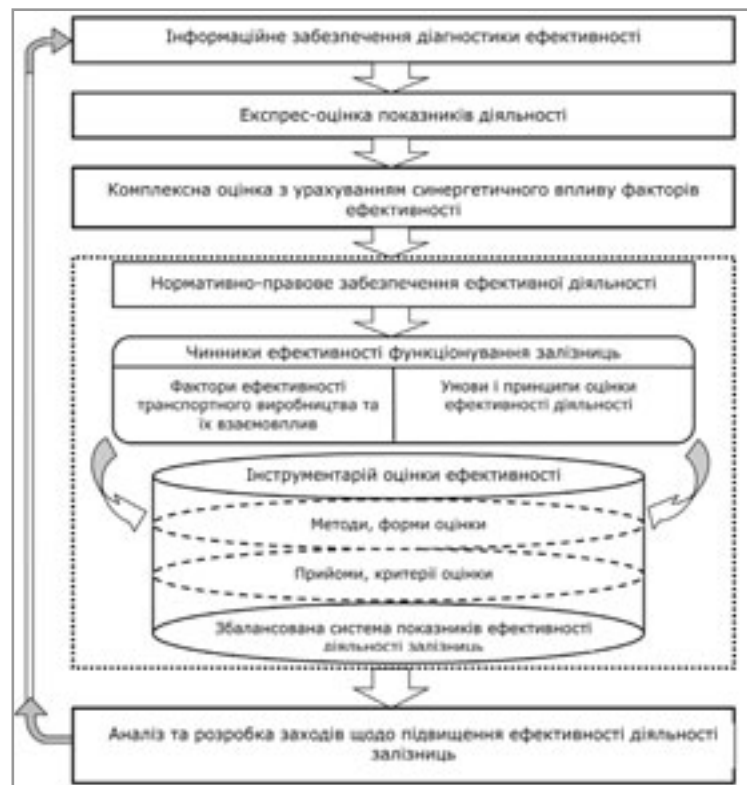 Інформаційне забезпечення діагностики ефективності
Експрес-оцінка показників діяльності
Комплексна оцінка з урахуванням синергетичного впливу факторів
ефективності
Нормативно-правове забезпечення ефективної діяльності
Чинники ефективності функціонування залізниць
Фактори ефективності
транспортного виробництва та
їх взаємовплив
Умови і принципи оцінки
ефективності діяльності
Інструментарій оцінки ефективності
Методи, форми оцінки
Прийоми, критерії оцінки
Збалансована система показників ефективності
діяльності залізниць
Аналіз та розробка заходів щодо підвищення ефективності діяльності
залізниць